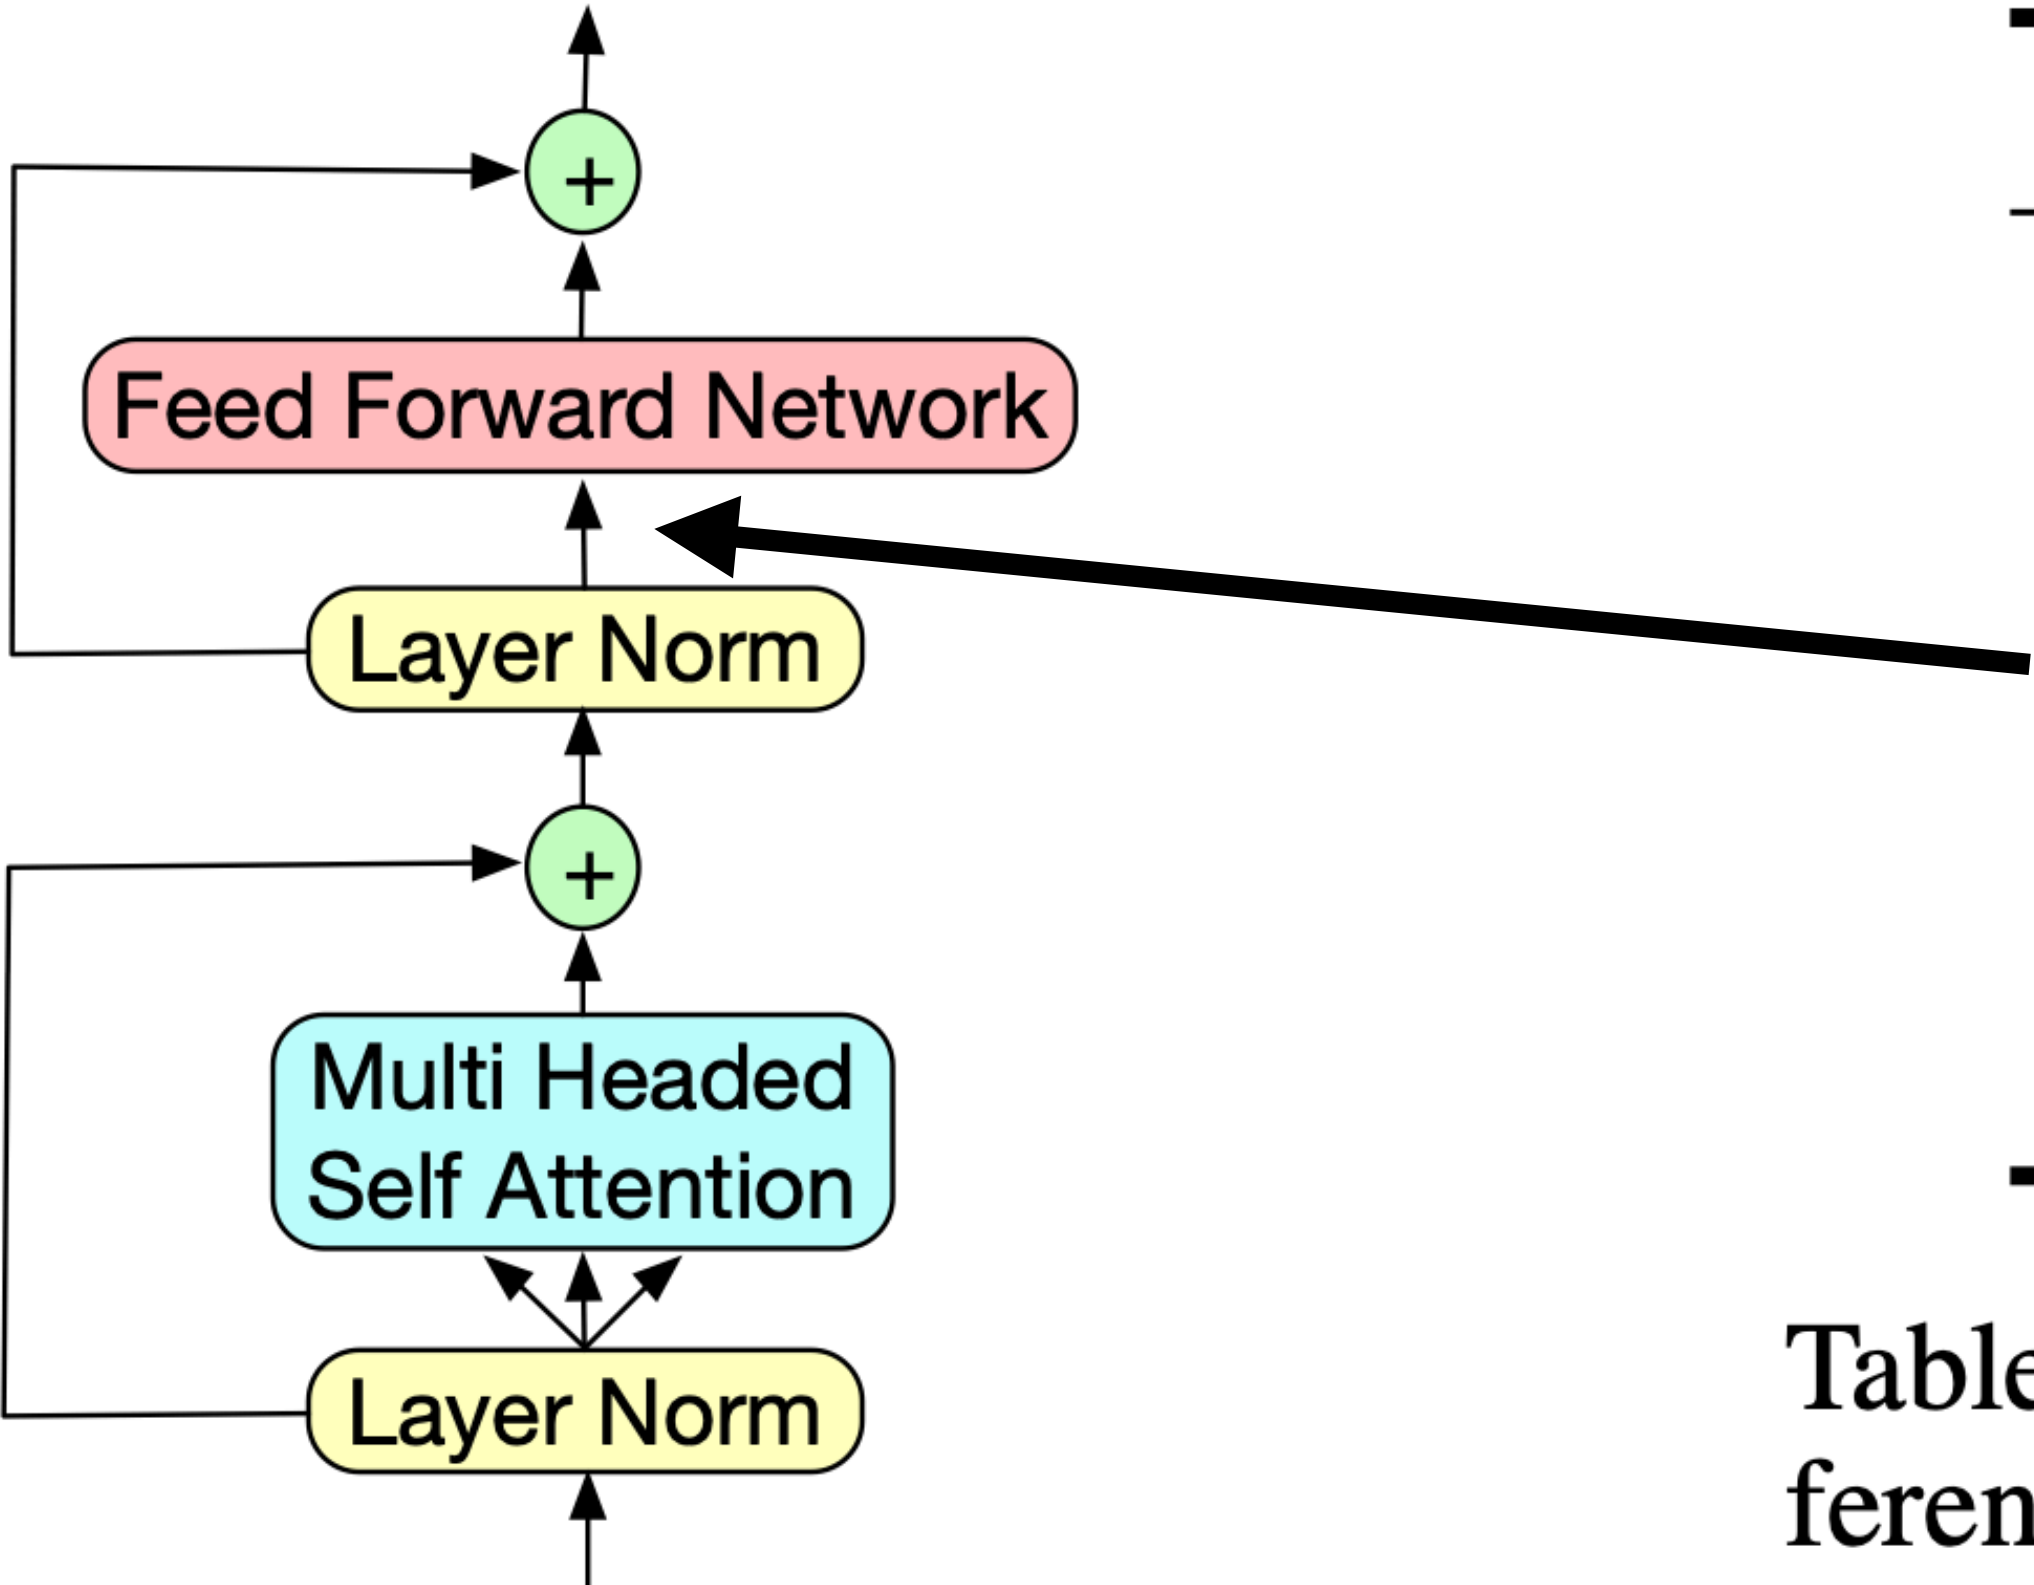 +
Feed Forward Network
Layer Norm
+
Multi Headed
Self Attention
Layer Norm